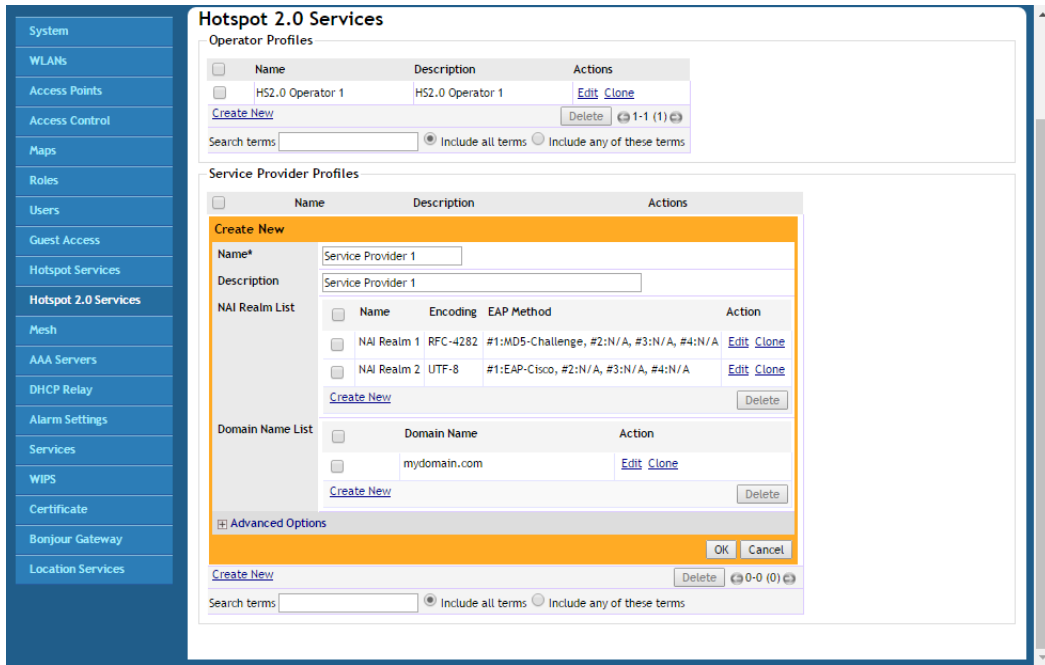 System
WLANs
Access Points
Access Control
Maps
Roles
Users
Guest Access
Hotspot Services
Hotspot 2.0 Services
Mesh
AAA Servers
DHCP Relay
Alarm Settings
Services
WIPS
Certificate
Bonjour Gateway
Location Services
Hotspot 2.0 Services
Operator Profiles
Name Description Actions
HS2.0 Operator 1 HS2.0 Operator 1 Edit Clone
Create New Delete 1-1 (1)
Search terms Include all terms Include any of these terms
Service Provider Profiles
Name Description Actions
Create New
Name* Service Provider 1
Description Service Provider 1
NAI Realm List
Name Encoding EAP Method Action
NAI Realm 1 RFC-4282 #1:MD5-Challenge, #2:N/A, #3:N/A, #4:N/A Edit Clone
NAI Realm 2 UTF-8 #1:EAP-Cisco, #2:N/A, #3:N/A, #4:N/A Edit Clone
Create New Delete
Domain Name List
Domain Name Action
mydomain.com Edit Clone
Create New Delete
Advanced Options
OK Cancel
Create New Delete 0-0 (0)
Search terms Include all terms Include any of these terms